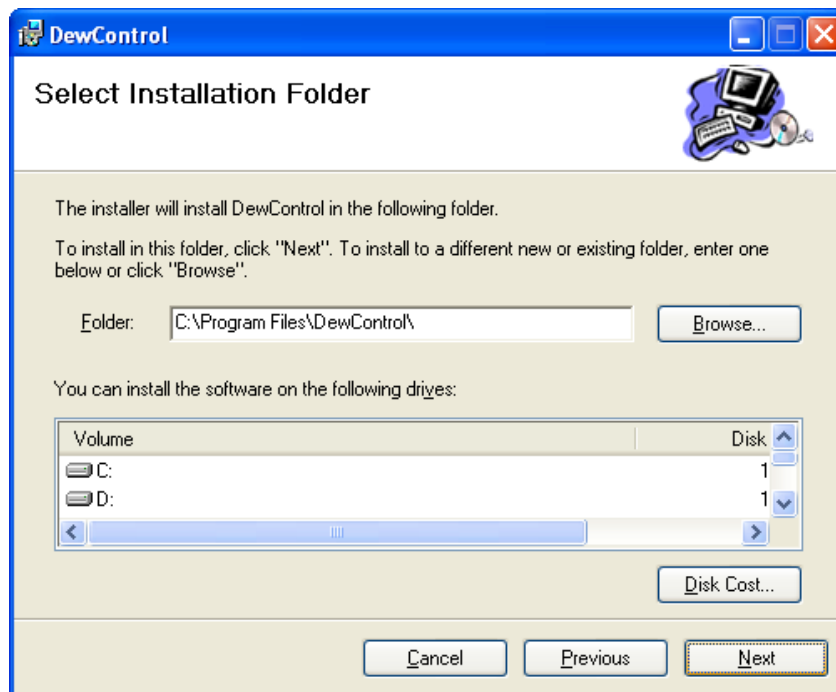 DewControl
Select Installation Folder
The installer will install DewControl in the following folder.
To install in this folder, click "Next". To install to a different new or existing folder, enter one
below or click "Browse".
Folder: C:\Program Files\DewControl\ Browse...
You can install the software on the following drives:
Volume Disk
C: 1
D: 1
Disk Cost...
Cancel Previous Next